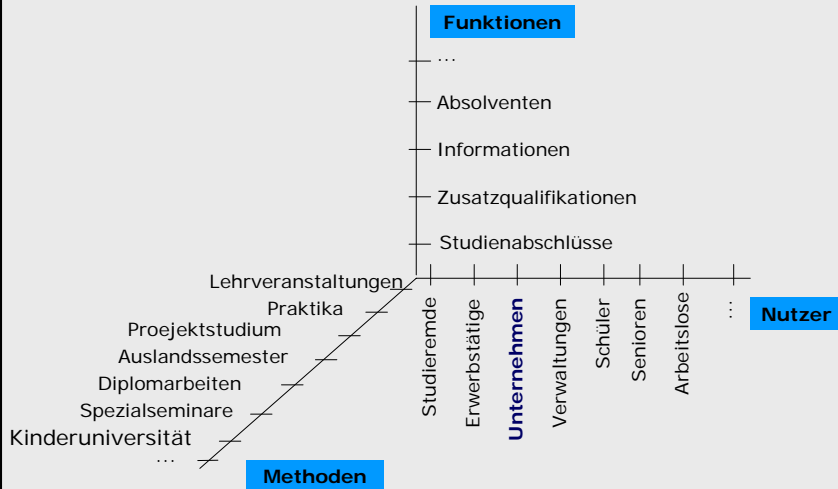 Funktionen
...
Absolventen
Informationen
Zusatzqualifikationen
Studienabschlüsse
Lehrveranstaltungen
Praktika
Proejektstudium
Auslandssemester
Diplomarbeiten
Spezialseminare
Kinderuniversität
...
Methoden
Studieremde
Erwerbstätige
Unternehmen
Verwaltungen
Schüler
Senioren
Arbeitslose
...
Nutzer